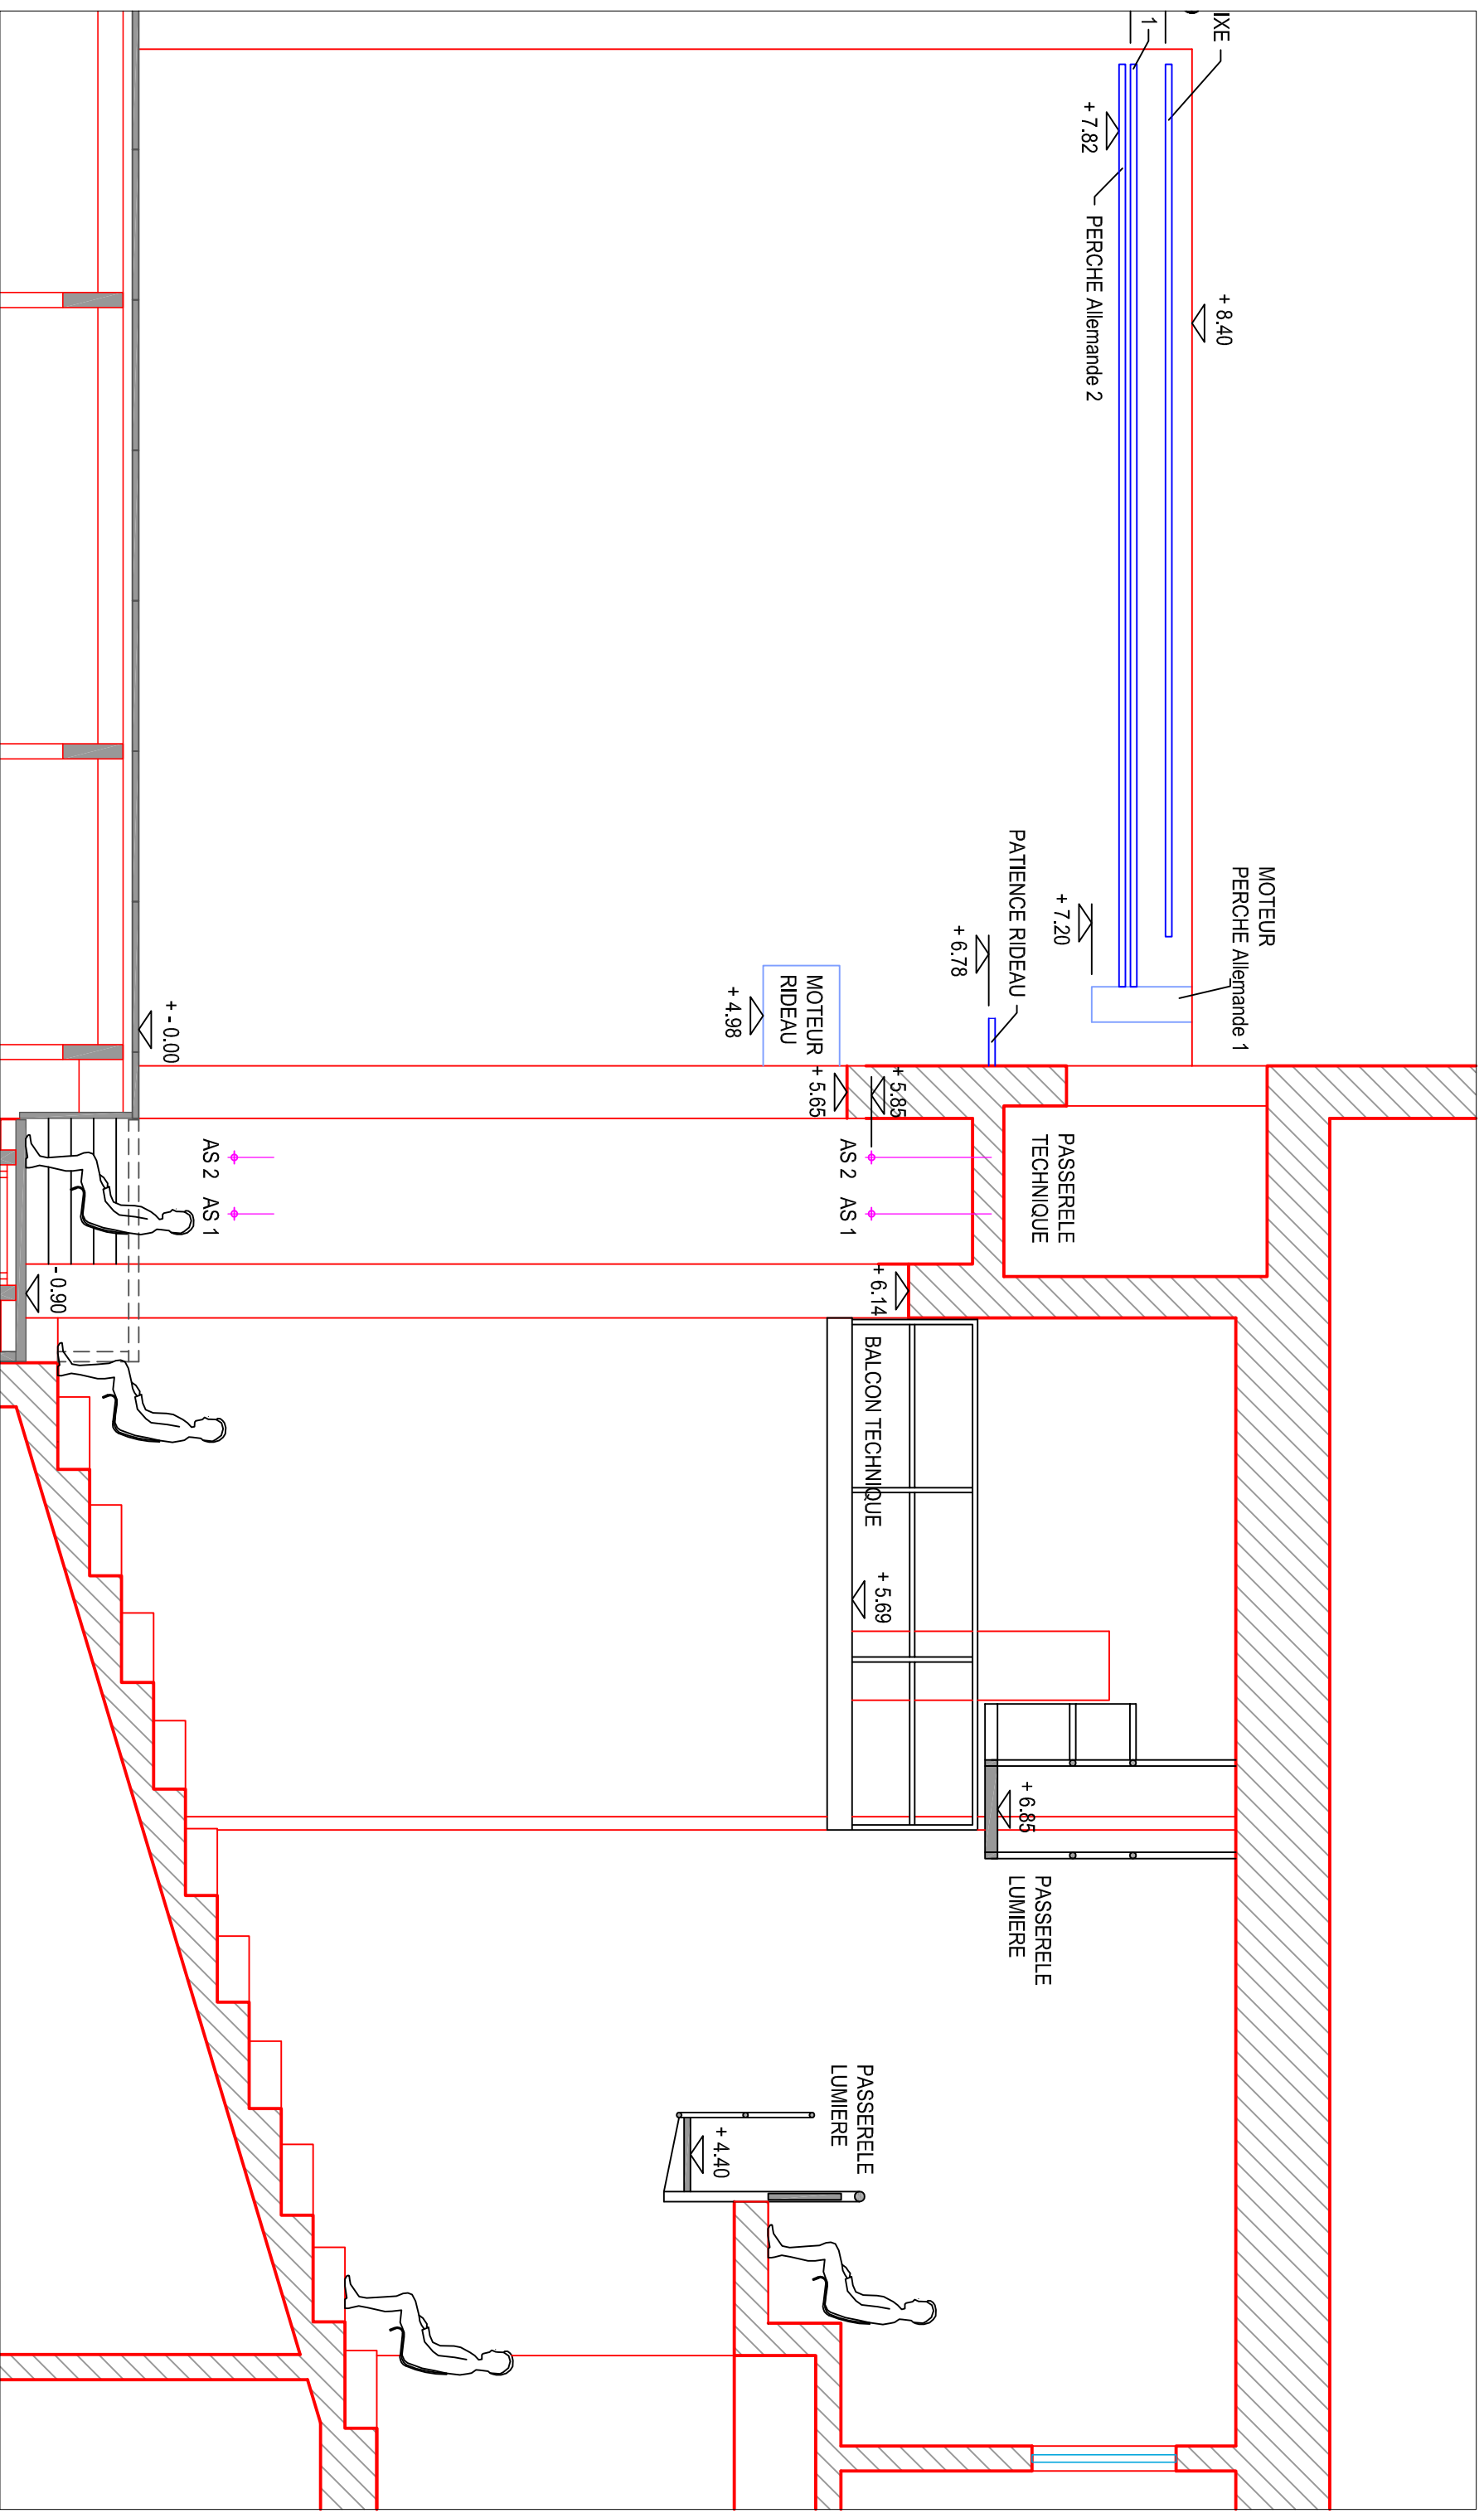 IXE
1
+ 7.82
PERCHE Allemande 2
+ 8.40
MOTEUR
PERCHE Allemande 1
+ 7.20
PATIENCE RIDEAU
+ 6.78
MOTEUR
RIDEAU
+ 4.98
+ - 0.00
+ 5.85
+ 5.65
PASSERELE
TECHNIQUE
AS 2
AS 1
AS 2
AS 1
+ 6.14
- 0.90
BALCON TECHNIQUE
+ 5.69
+ 6.85
PASSERELE
LUMIERE
PASSERELE
LUMIERE
+ 4.40